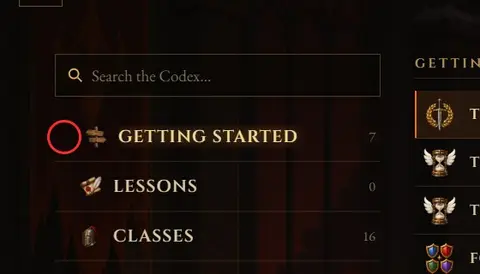 Search the Codex...
GETTING STARTED 7
LESSONS 0
CLASSES 16